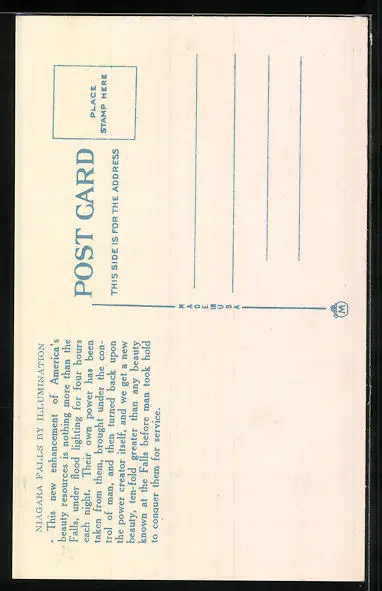 NIAGARA FALLS BY ILLUMINATION
This new enhancement of America's
beauty resources is nothing more than the
Falls, under flood lighting for four hours
each night. Their own power has been
taken from them, brought under the con-
trol of man, and then turned back upon
the power creator itself, and we get a new
beauty, ten-fold greater than any beauty
known at the Falls before man took hold
to conquer them for service.
PLACE
STAMP HERE
POST CARD
THIS SIDE IS FOR THE ADDRESS
MADE IN USA
M